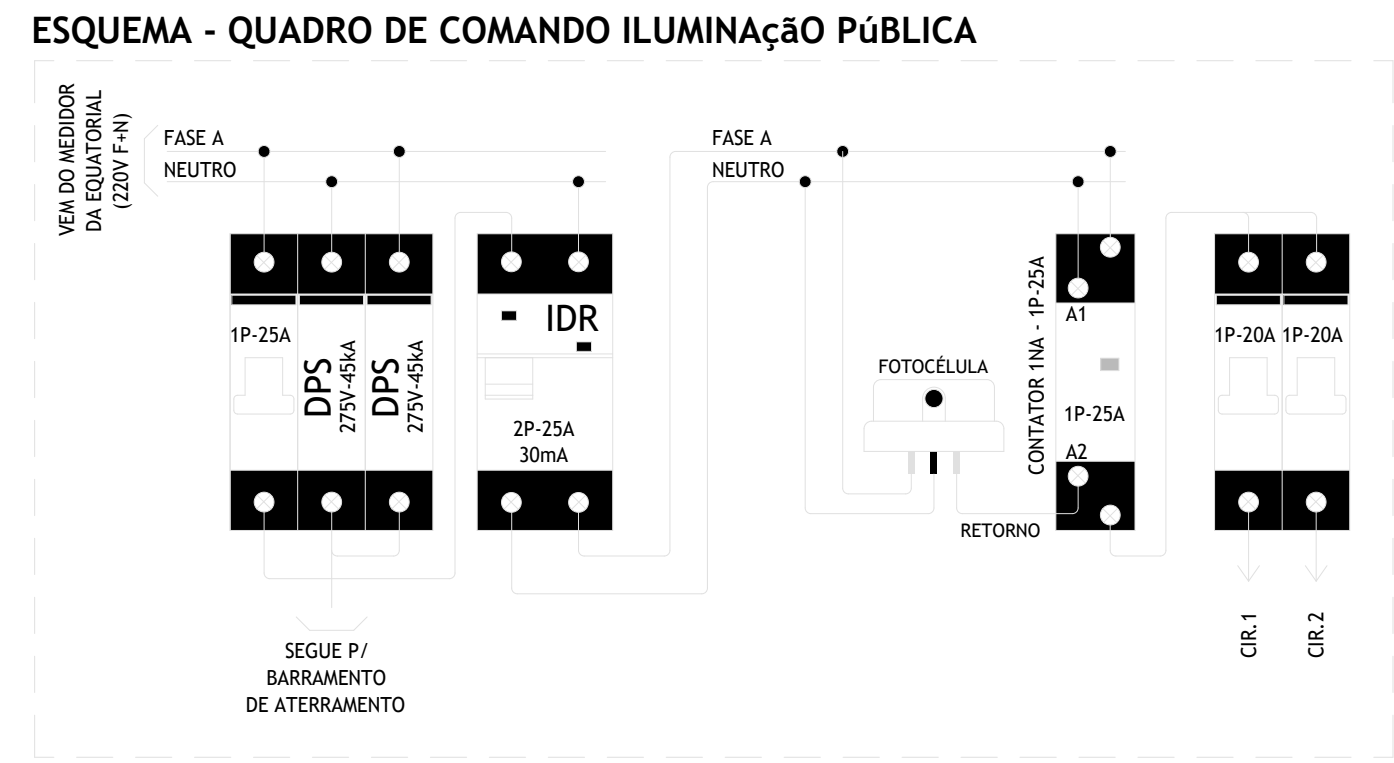 ESQUEMA - QUADRO DE COMANDO ILUMINAçãO PúBLICA
VEM DO MEDIDOR
DA EQUATORIAL
(220V F+N)
FASE A
NEUTRO
FASE A
NEUTRO
1P-25A
DPS
275V-45kA
DPS
275V-45kA
IDR
2P-25A
30mA
FOTOCÉLULA
RETORNO
CONTATOR 1NA - 1P-25A
A1
1P-25A
A2
1P-20A
1P-20A
CIR.1
CIR.2
SEGUE P/
BARRAMENTO
DE ATERRAMENTO